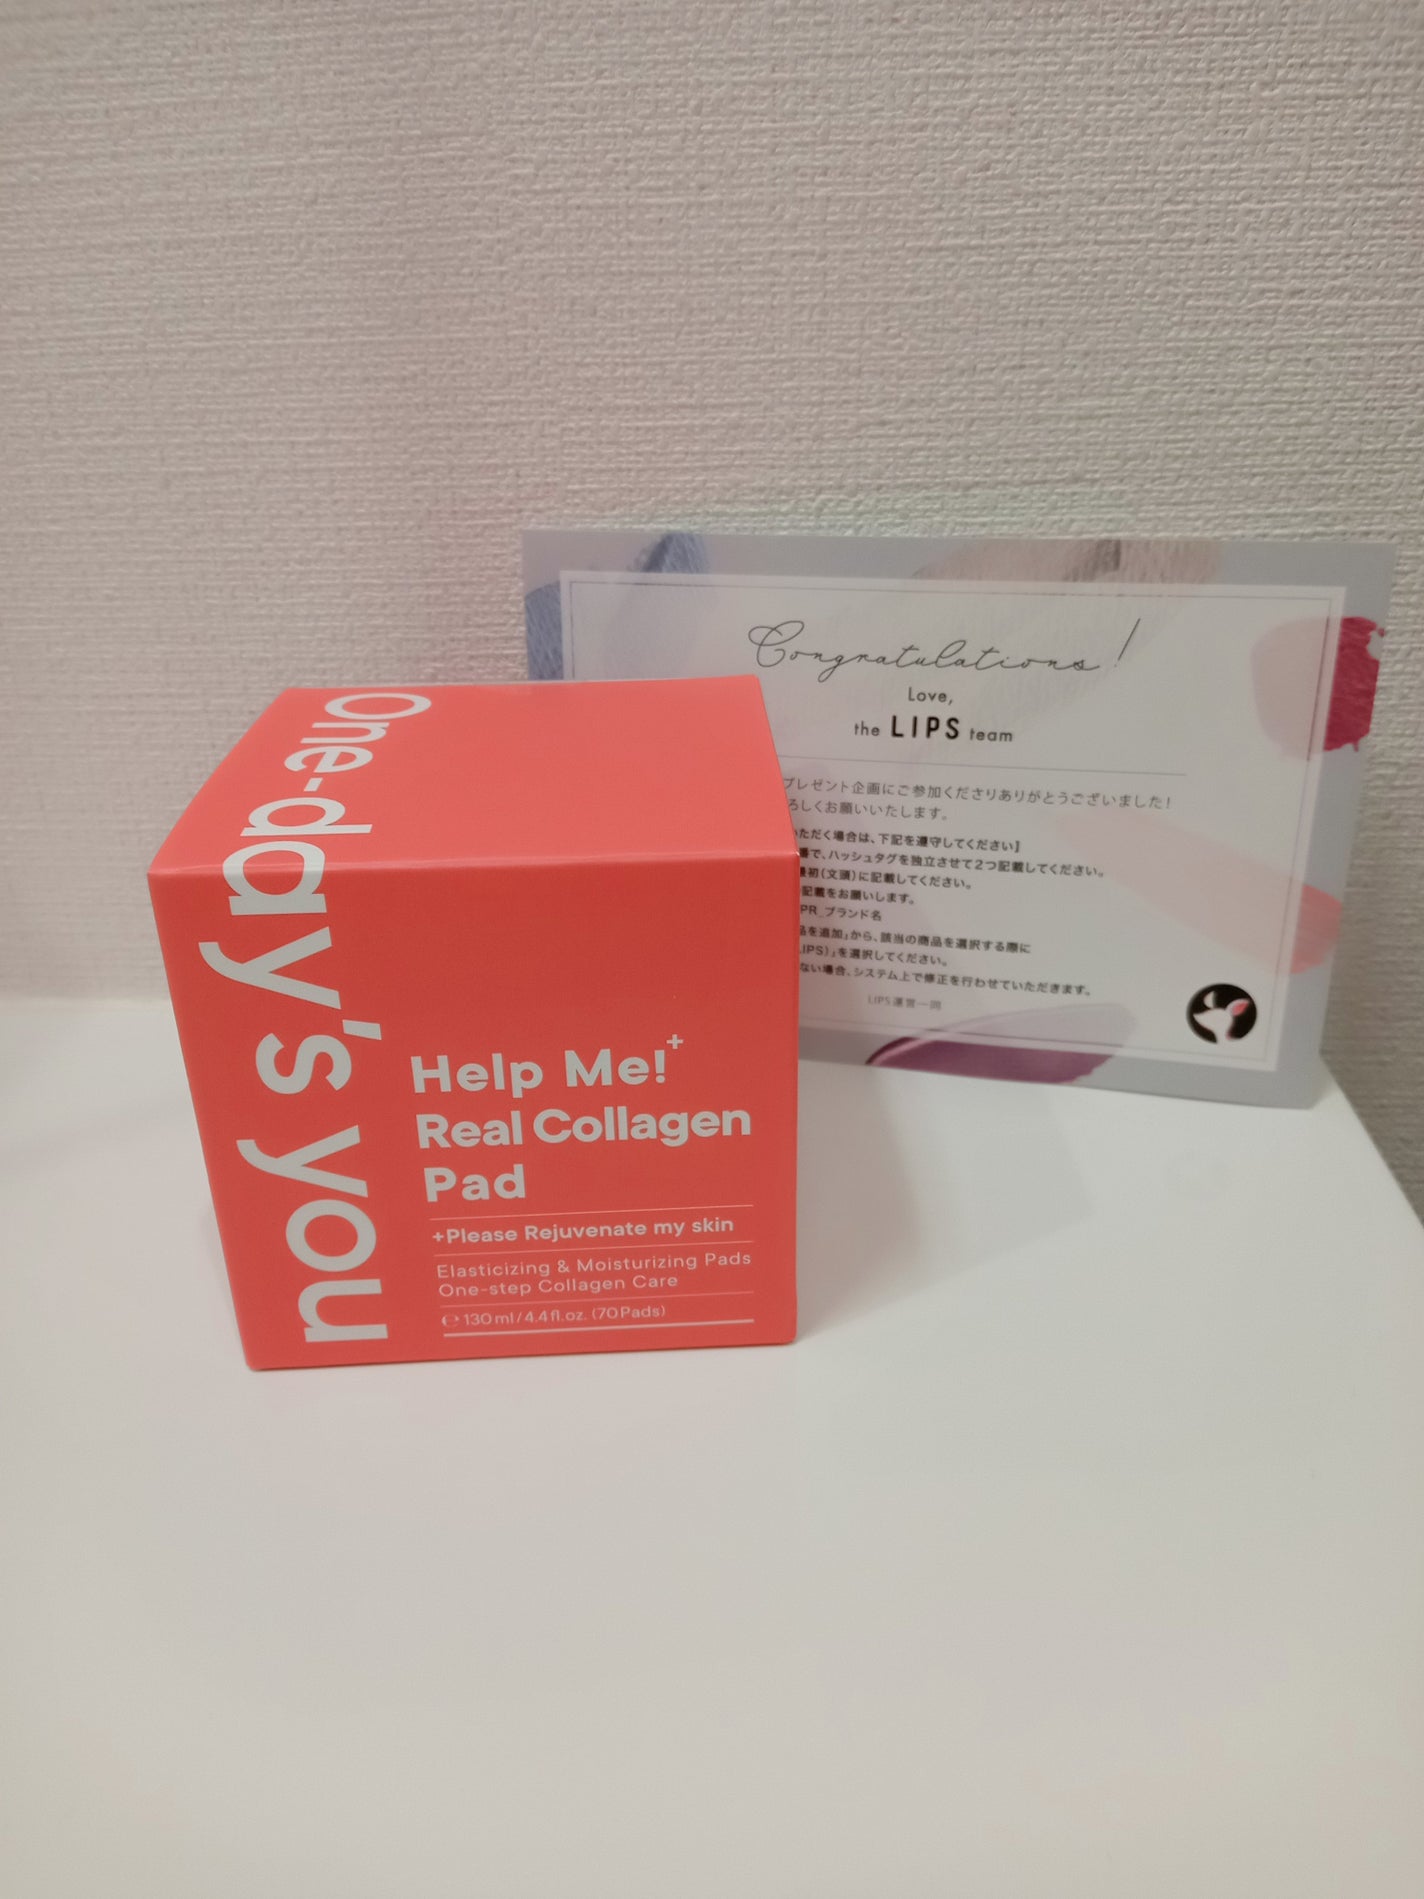 One-day's you
Help Me!+
Real Collagen
Pad
+Please Rejuvenate my skin
Elasticizing & Moisturizing Pads
One-step Collagen Care
℮ 130 ml / 4.4 fl.oz. (70 Pads)
Congratulations!
Love,
the LIPS team
プレゼント企画にご参加くださりありがとうございました!
ろしくお願いいたします。
いただく場合は、下記を遵守してください】
番で、ハッシュタグを独立させて2つ記載してください。
最初(文頭)に記載してください。
記載をお願いします。
PR_ブランド名
品を追加」から、該当の商品を選択する際に
LIPS)」を選択してください。
ない場合、システム上で修正を行わせていただきます。
LIPS運営一同